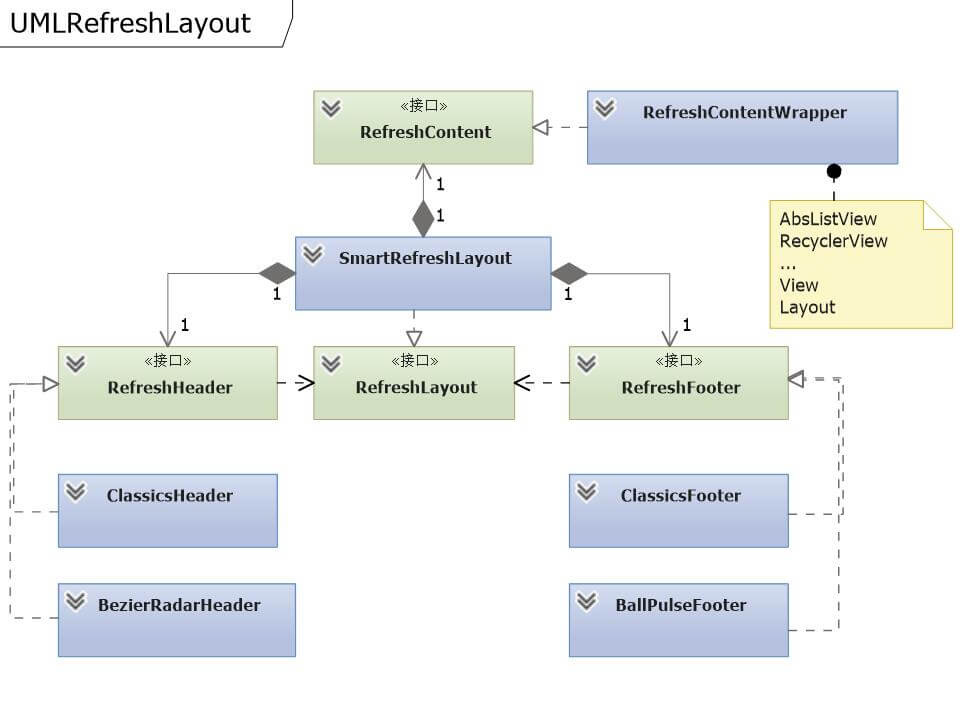 UMLRefreshLayout
«接口»
RefreshContent
RefreshContentWrapper
1
1
AbsListView
RecyclerView
...
View
Layout
SmartRefreshLayout
1
1
1
1
«接口»
RefreshHeader
«接口»
RefreshLayout
«接口»
RefreshFooter
ClassicsHeader
ClassicsFooter
BezierRadarHeader
BallPulseFooter